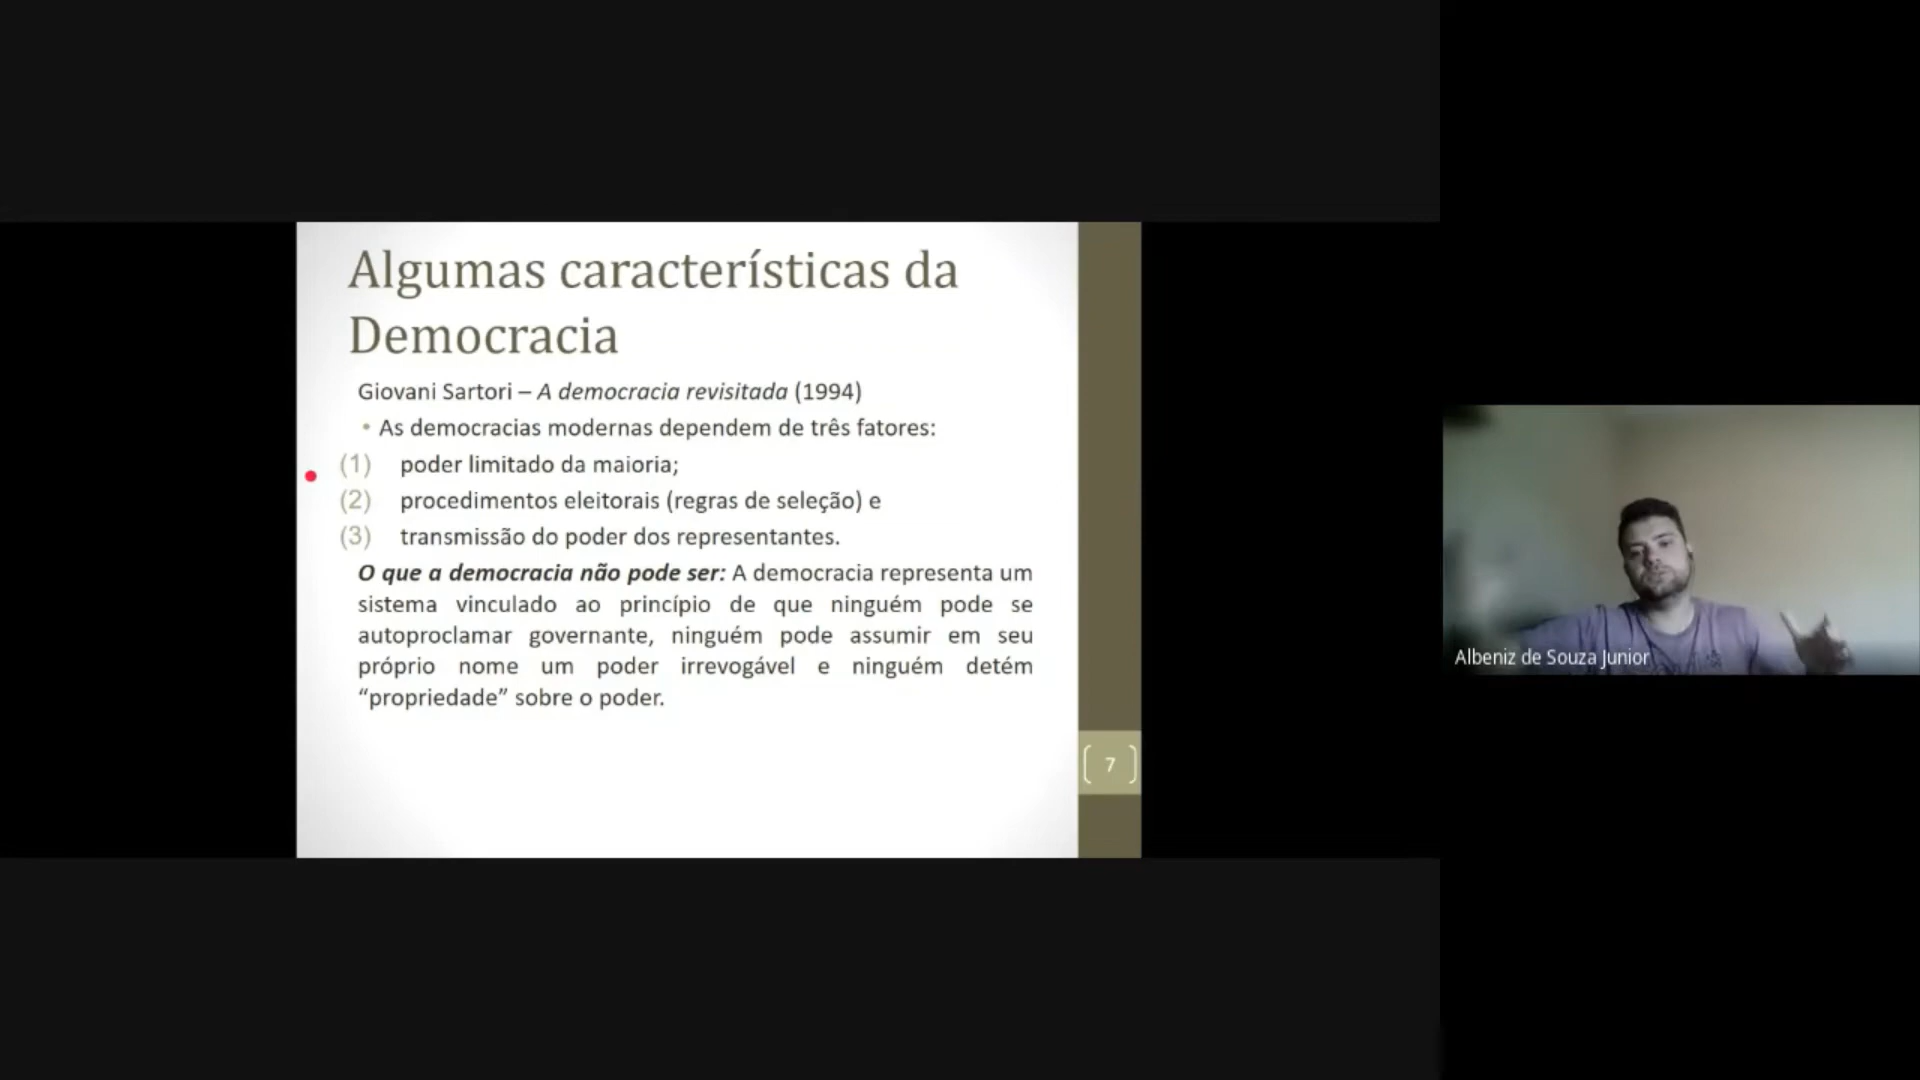 Algumas características da
Democracia
Giovani Sartori – A democracia revisitada (1994)
• As democracias modernas dependem de três fatores:
(1) poder limitado da maioria;
(2) procedimentos eleitorais (regras de seleção) e
(3) transmissão do poder dos representantes.
O que a democracia não pode ser: A democracia representa um
sistema vinculado ao princípio de que ninguém pode se
autoproclamar governante, ninguém pode assumir em seu
próprio nome um poder irrevogável e ninguém detém
“propriedade” sobre o poder.
7
Albeniz de Souza Junior